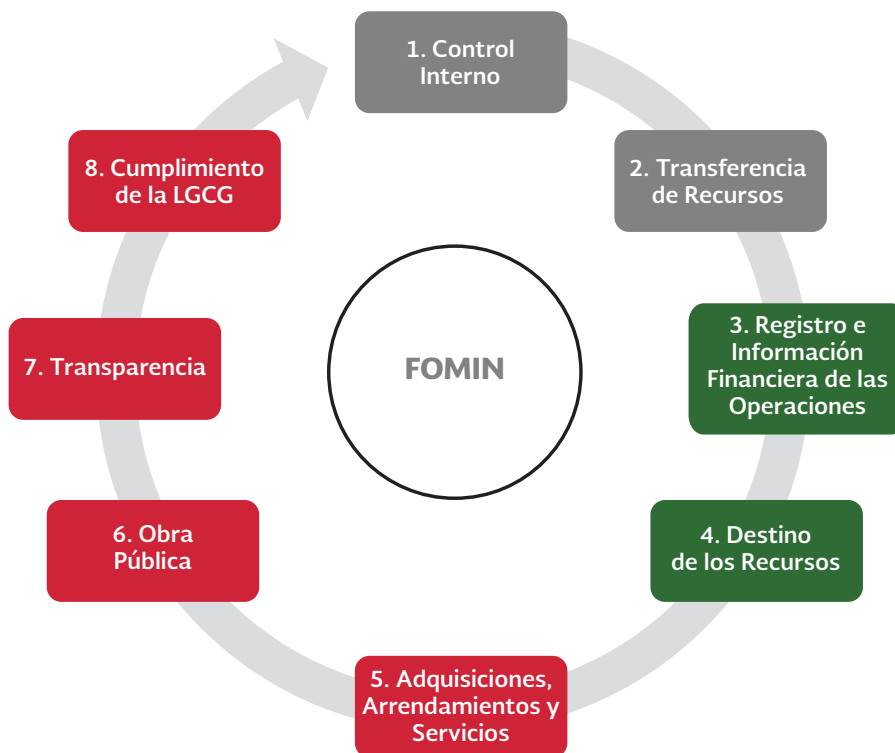 1. Control
Interno
2. Transferencia
de Recursos
3. Registro e
Información
Financiera de las
Operaciones
4. Destino
de los Recursos
5. Adquisiciones,
Arrendamientos y
Servicios
6. Obra
Pública
7. Transparencia
8. Cumplimiento
de la LGCG
FOMIN